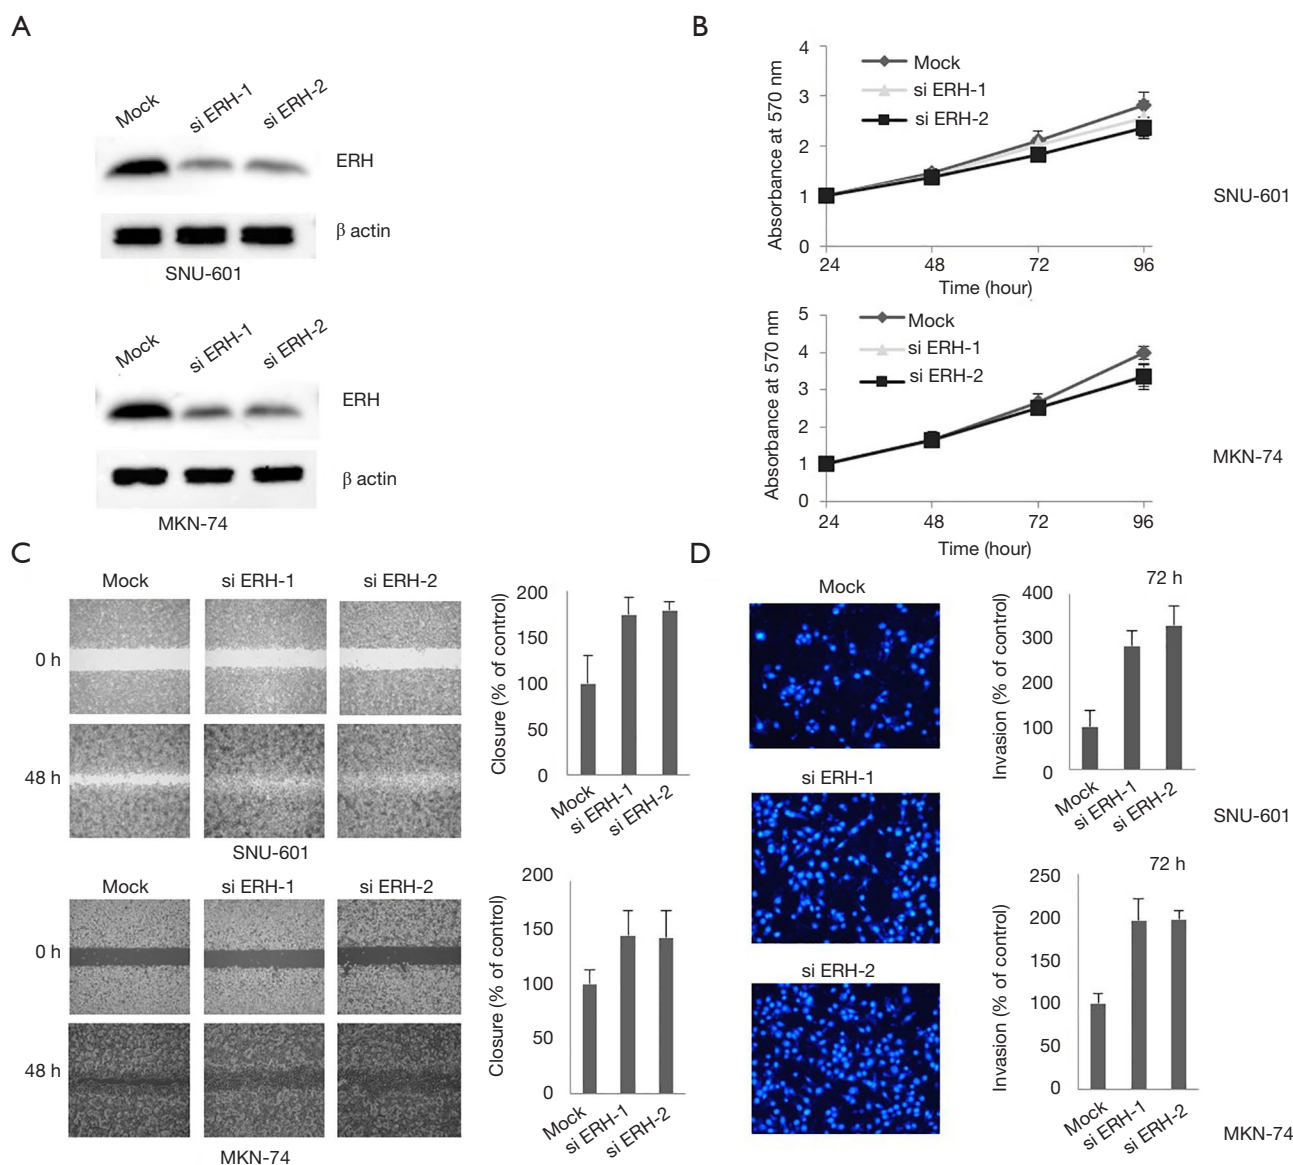 A
Mock
si ERH-1
si ERH-2
ERH
β actin
SNU-601
Mock
si ERH-1
si ERH-2
ERH
β actin
MKN-74
B
Absorbance at 570 nm
4
3
2
1
0
Mock
si ERH-1
si ERH-2
24 48 72 96
Time (hour)
SNU-601
Absorbance at 570 nm
5
4
3
2
1
0
Mock
si ERH-1
si ERH-2
24 48 72 96
Time (hour)
MKN-74
C
Mock si ERH-1 si ERH-2
0 h
48 h
SNU-601
Closure (% of control)
200
150
100
50
0
Mock
si ERH-1
si ERH-2
Mock si ERH-1 si ERH-2
0 h
48 h
MKN-74
Closure (% of control)
200
150
100
50
0
Mock
si ERH-1
si ERH-2
D
Mock
si ERH-1
si ERH-2
72 h
Invasion (% of control)
400
300
200
100
0
Mock
si ERH-1
si ERH-2
SNU-601
72 h
Invasion (% of control)
250
200
150
100
50
0
Mock
si ERH-1
si ERH-2
MKN-74